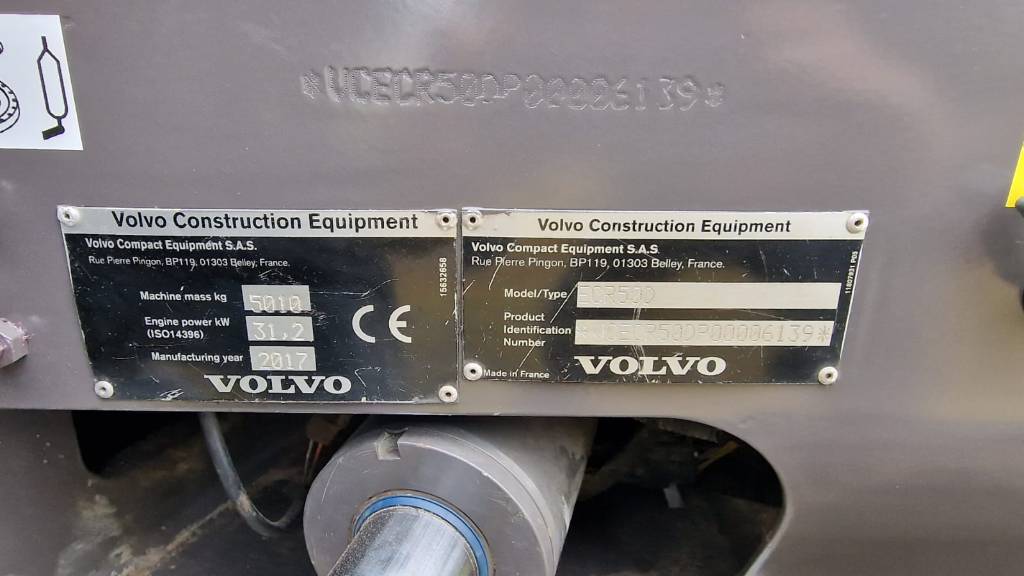 *VCECR50DP00006139*
Volvo Construction Equipment
Volvo Compact Equipment S.A.S.
Rue Pierre Pingon, BP119, 01303 Belley, France.
Machine mass kg 5010
Engine power kW 31,2
(ISO14396)
Manufacturing year 2017
VOLVO
CE
15632658
Volvo Construction Equipment
Volvo Compact Equipment S.A.S.
Rue Pierre Pingon, BP119, 01303 Belley, France.
Model/Type ECR50D
Product
Identification *VCECR50DP00006139*
Number
Made in France
VOLVO